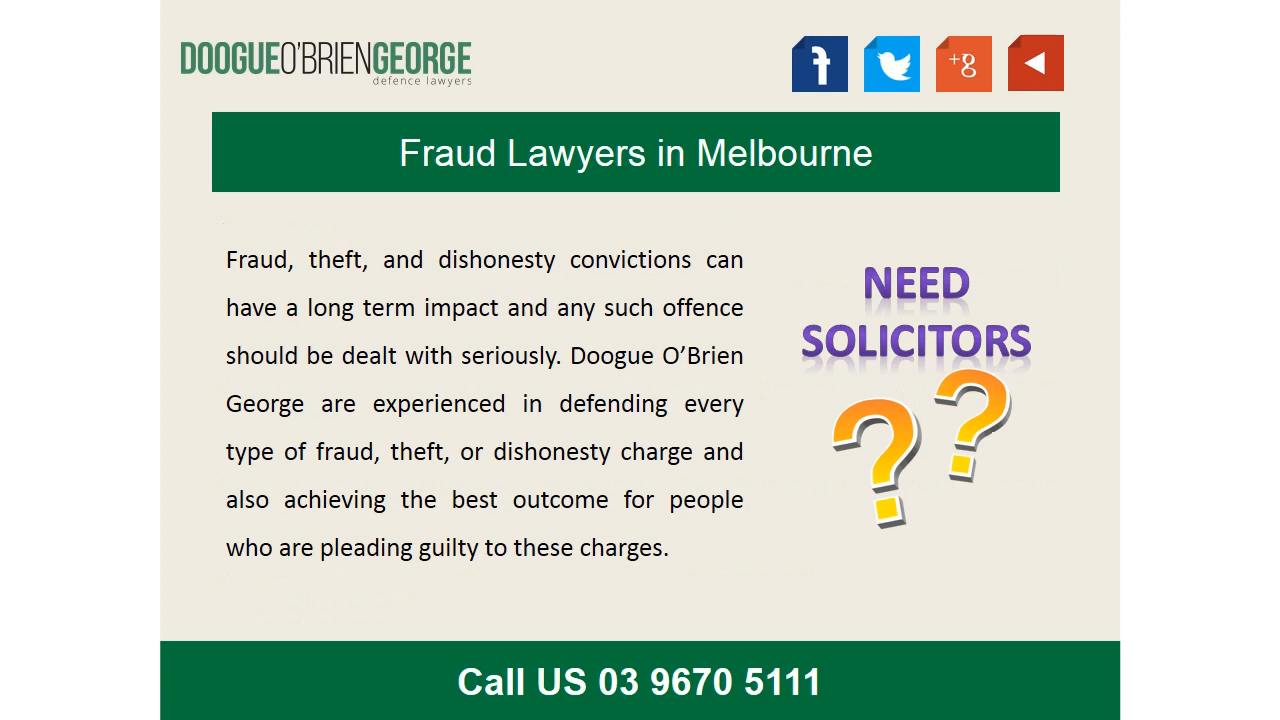 DOOGUEO'BRIENGEORGE
defence lawyers
Fraud Lawyers in Melbourne
Fraud, theft, and dishonesty convictions can
have a long term impact and any such offence
should be dealt with seriously. Doogue O’Brien
George are experienced in defending every
type of fraud, theft, or dishonesty charge and
also achieving the best outcome for people
who are pleading guilty to these charges.
NEED
SOLICITORS
??
Call US 03 9670 5111